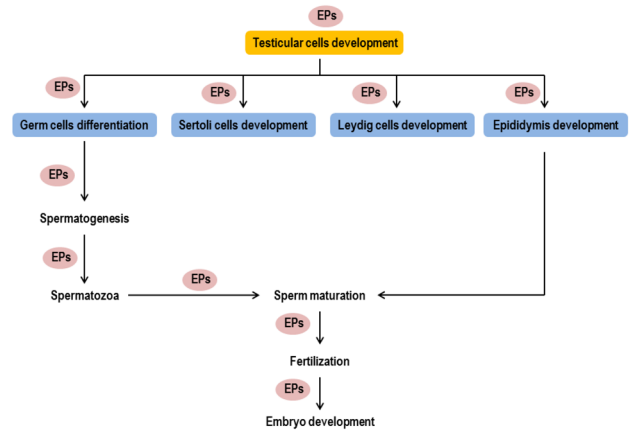 EPs
Testicular cells development
EPs EPs EPs EPs
Germ cells differentiation Sertoli cells development Leydig cells development Epididymis development
EPs
Spermatogenesis
EPs
EPs
Spermatozoa Sperm maturation
EPs
Fertilization
EPs
Embryo development